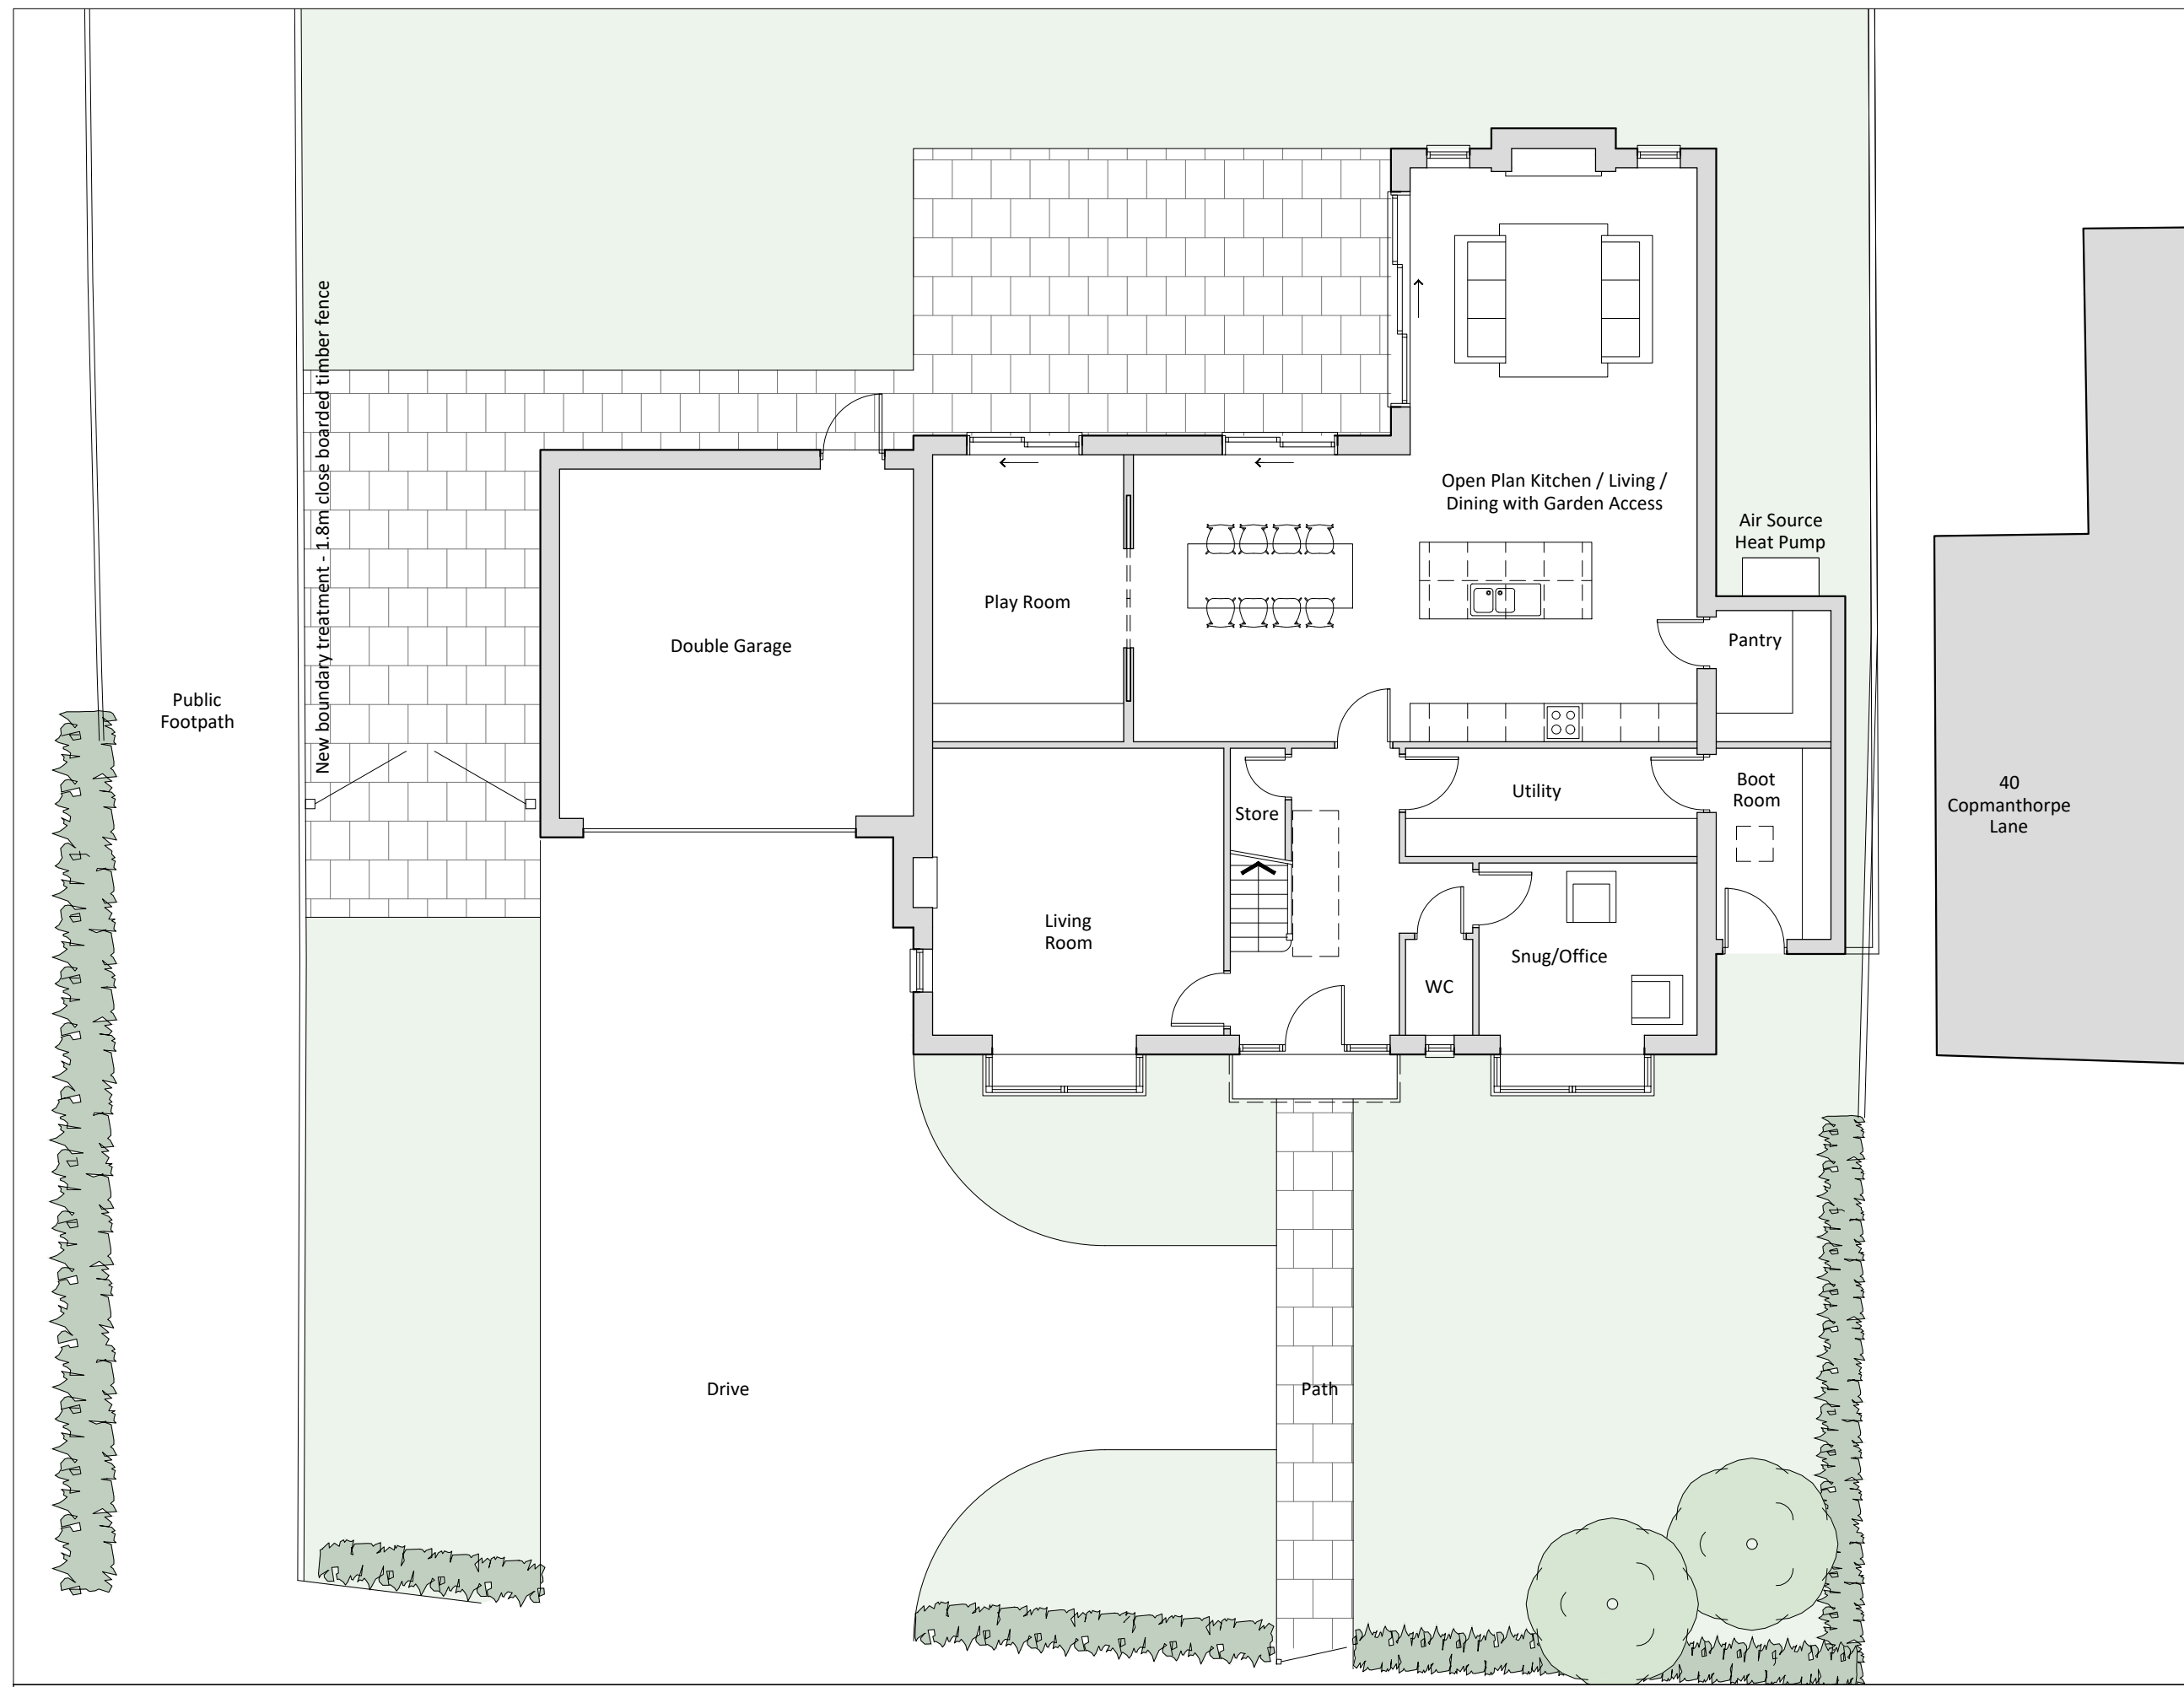 New boundary treatment - 1.8m close boarded timber fence
Open Plan Kitchen / Living /
Dining with Garden Access
Air Source
Heat Pump
Play Room
Double Garage
Pantry
Public
Footpath
Boot
Room
Utility
Store
40
Copmanthorpe
Lane
Living
Room
Snug/Office
WC
Drive
Path